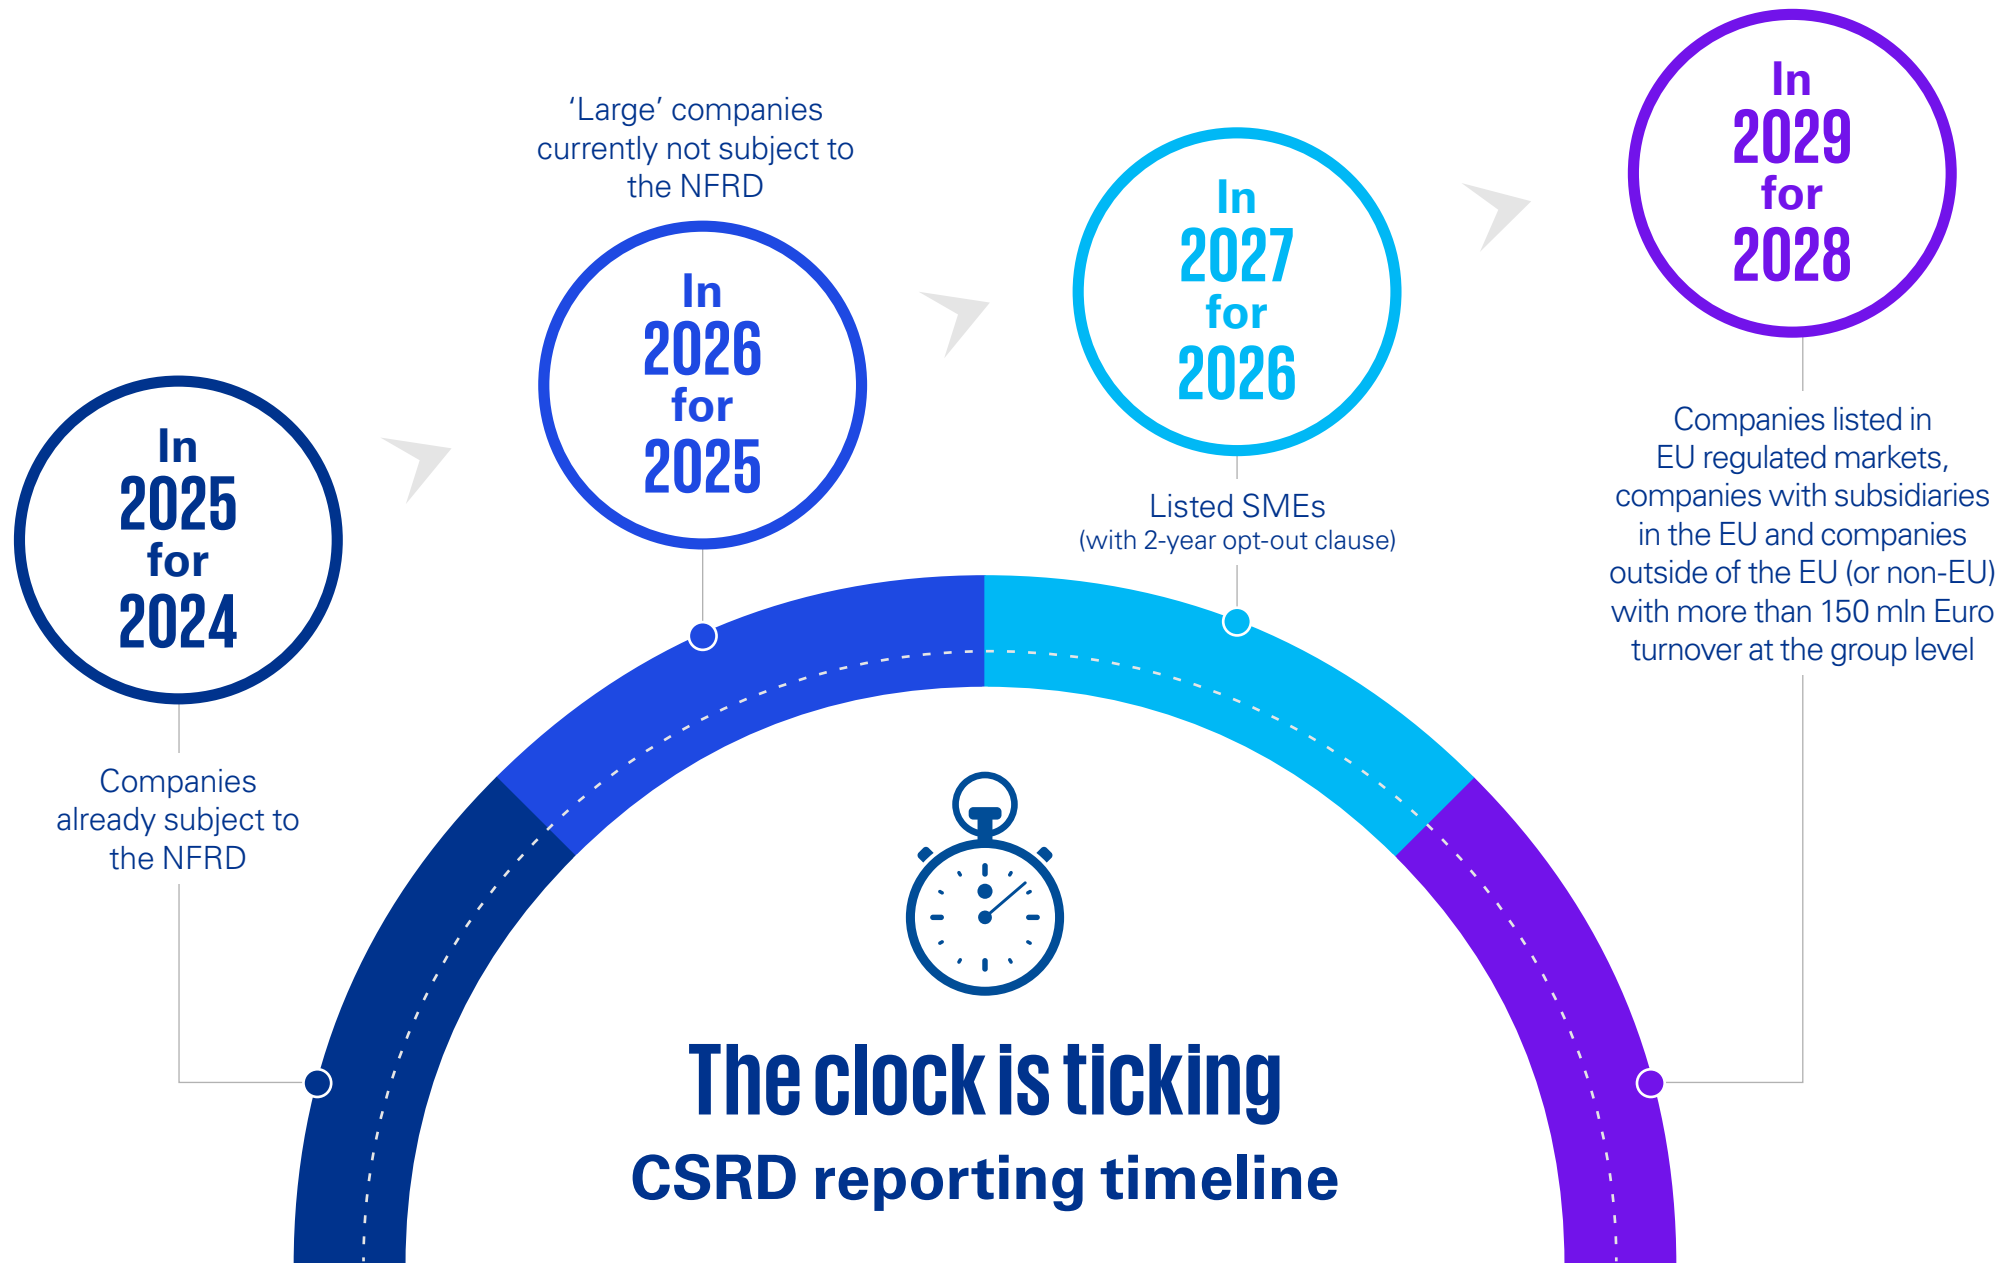 In
2025
for
2024
Companies
already subject to
the NFRD
‘Large’ companies
currently not subject to
the NFRD
In
2026
for
2025
In
2027
for
2026
Listed SMEs
(with 2-year opt-out clause)
In
2029
for
2028
Companies listed in
EU regulated markets,
companies with subsidiaries
in the EU and companies
outside of the EU (or non-EU)
with more than 150 mln Euro
turnover at the group level
The clock is ticking
CSRD reporting timeline